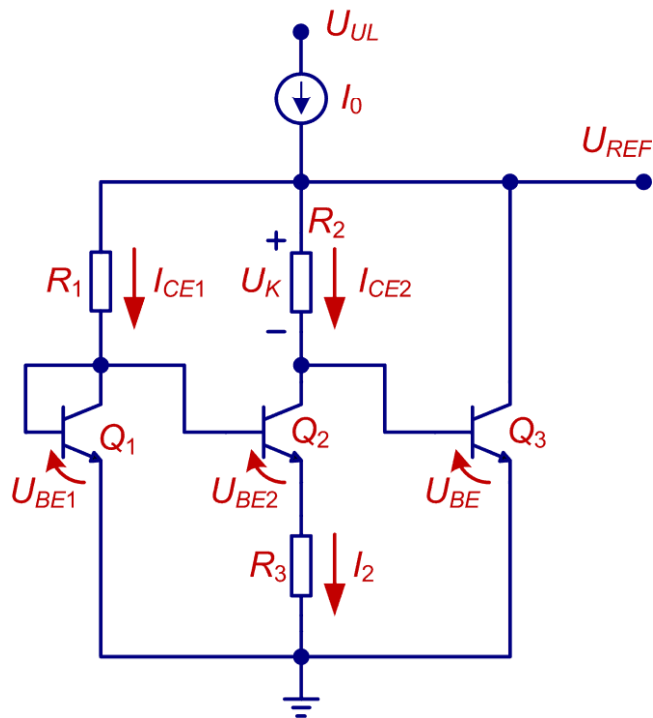 U_UL
I_0
U_REF
R_2
+
R_1
I_CE1
U_K
I_CE2
−
Q_1
Q_2
Q_3
U_BE1
U_BE2
U_BE
R_3
I_2